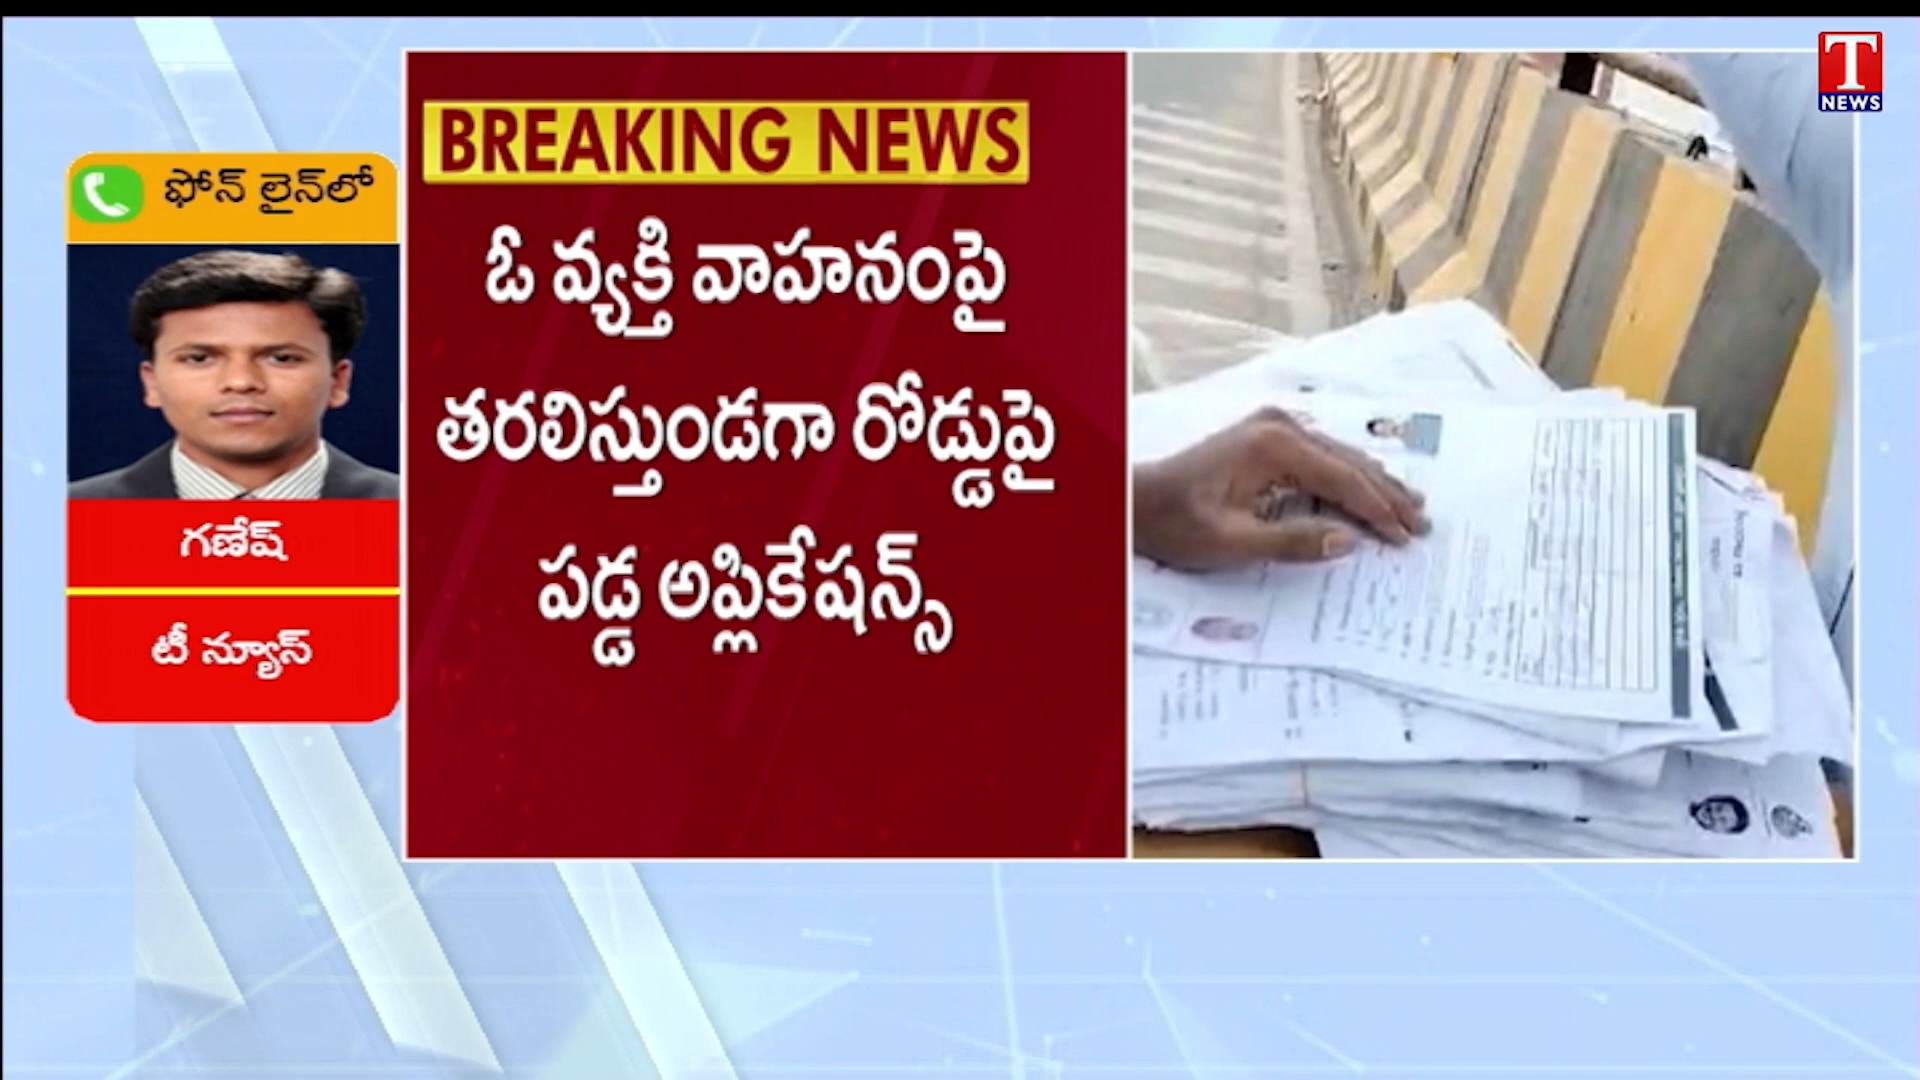 T
NEWS
ఫోన్ లైన్‌లో
గణేష్
టీ న్యూస్
BREAKING NEWS
ఓ వ్యక్తి వాహనంపై
తరలిస్తుండగా రోడ్డుపై
పడ్డ అప్లికేషన్స్